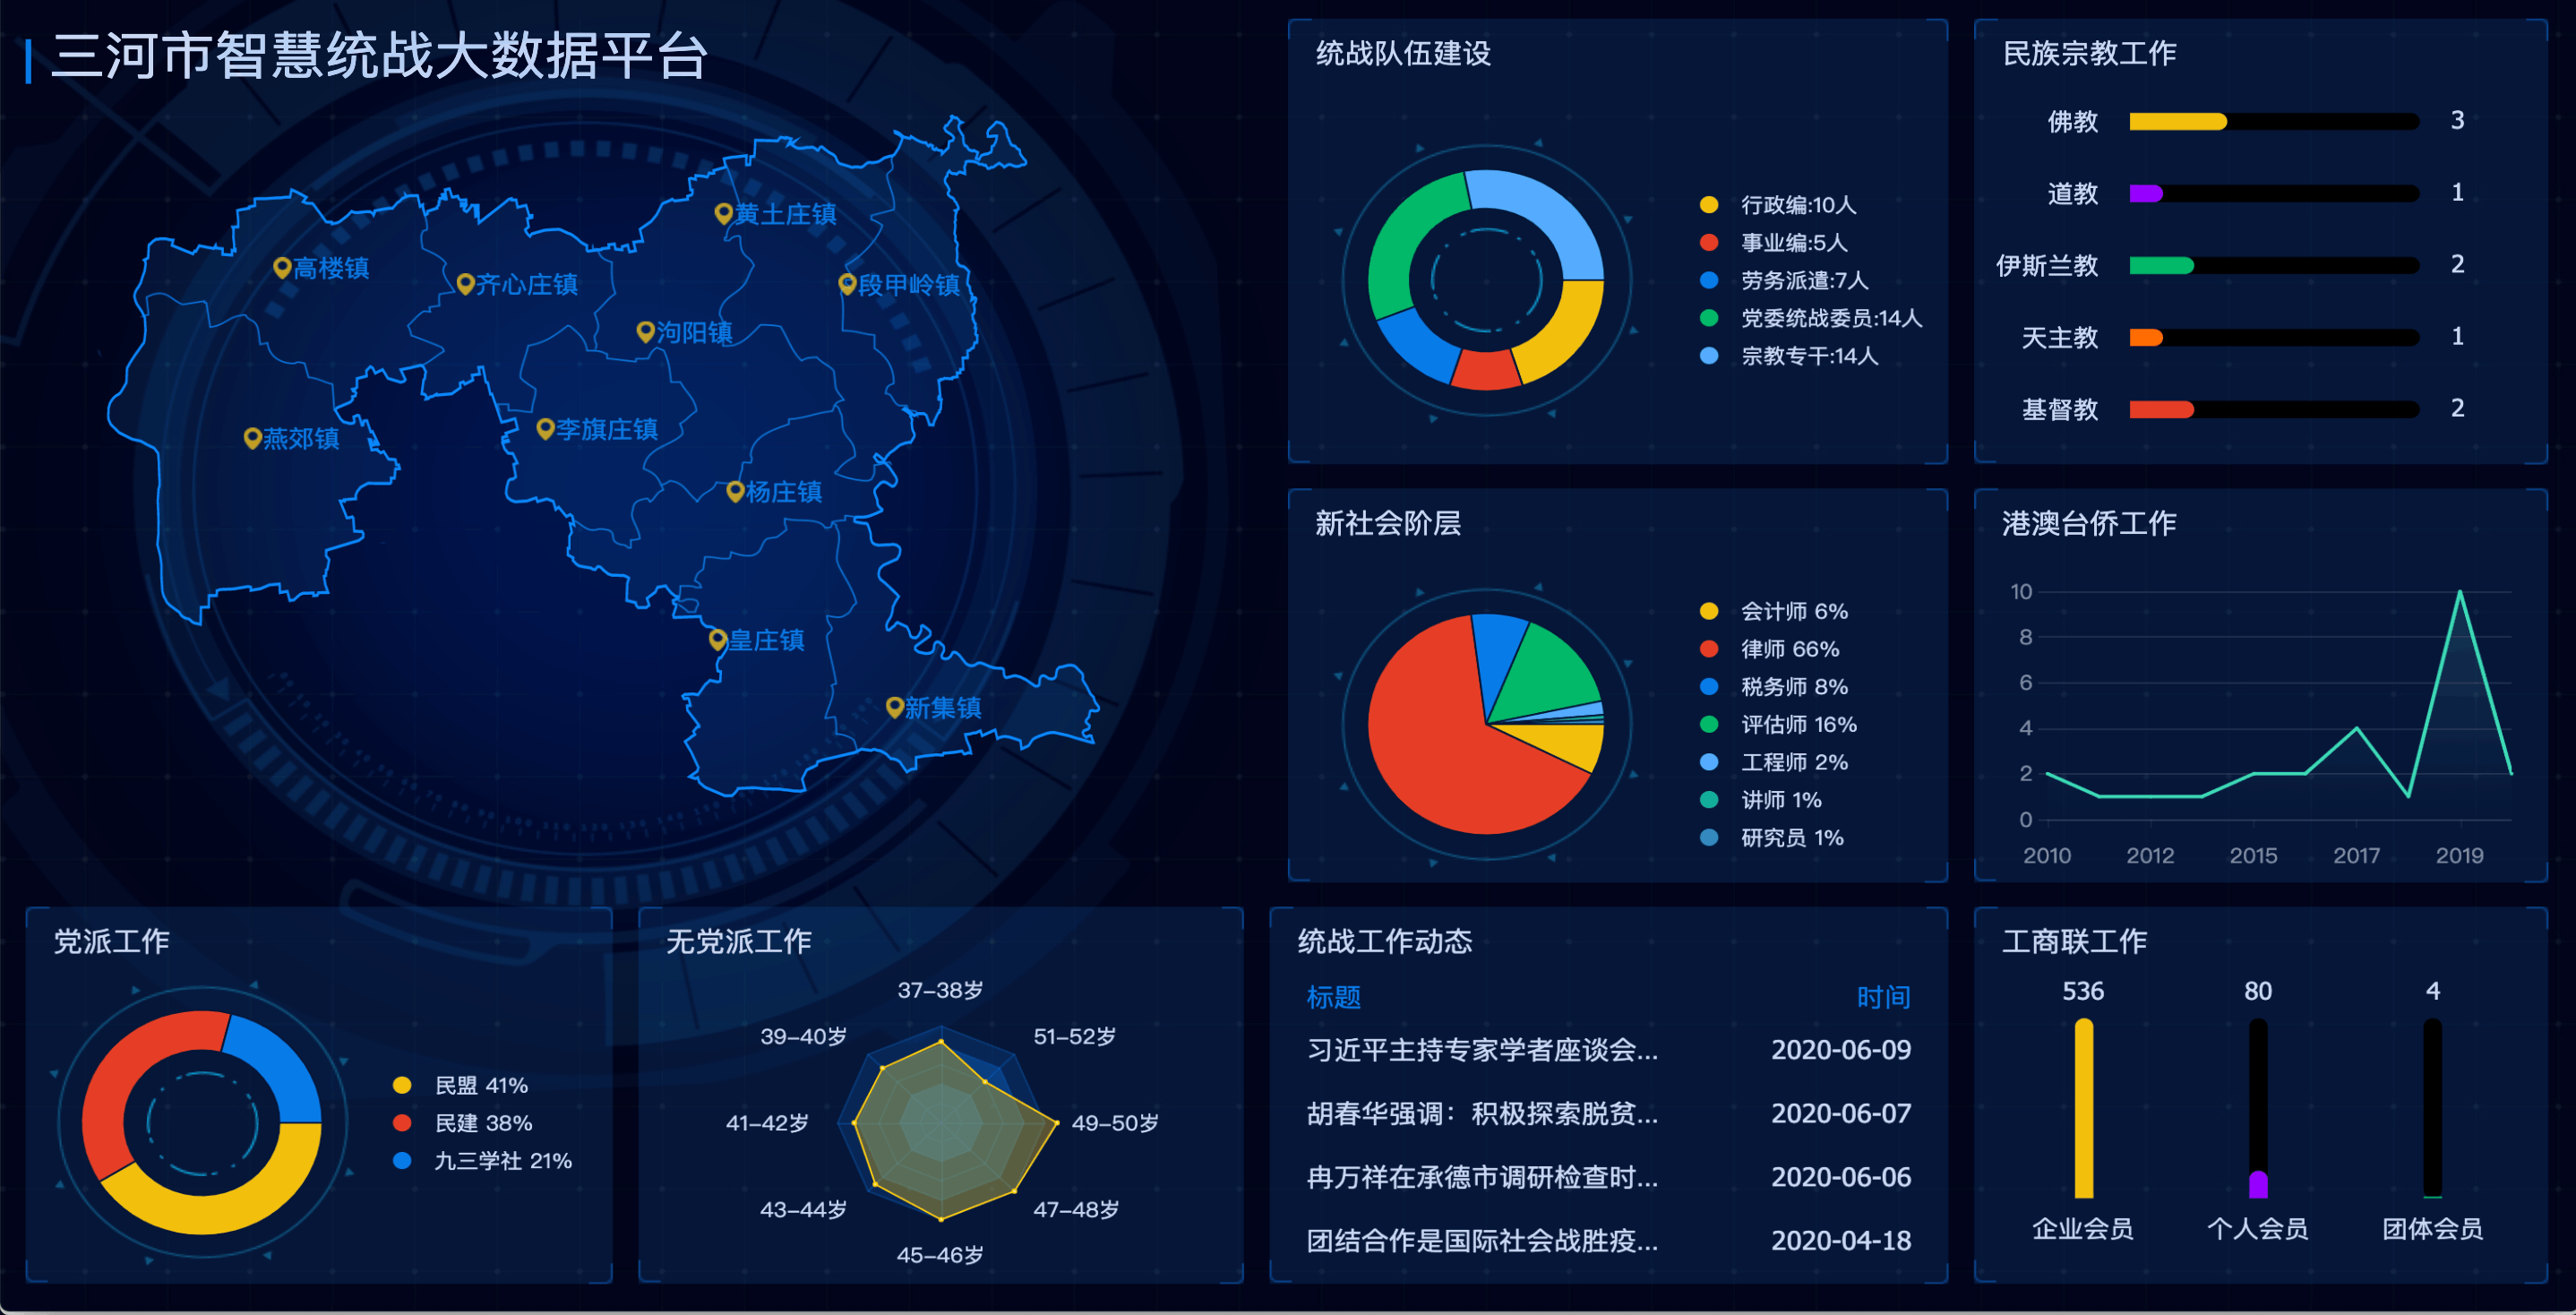 三河市智慧统战大数据平台
黄土庄镇
高楼镇
齐心庄镇
段甲岭镇
泃阳镇
燕郊镇
李旗庄镇
杨庄镇
皇庄镇
新集镇
统战队伍建设
行政编:10人
事业编:5人
劳务派遣:7人
党委统战委员:14人
宗教专干:14人
民族宗教工作
佛教 3
道教 1
伊斯兰教 2
天主教 1
基督教 2
新社会阶层
会计师 6%
律师 66%
税务师 8%
评估师 16%
工程师 2%
讲师 1%
研究员 1%
港澳台侨工作
10
8
6
4
2
0
2010 2012 2015 2017 2019
党派工作
民盟 41%
民建 38%
九三学社 21%
无党派工作
37-38岁
39-40岁 51-52岁
41-42岁 49-50岁
43-44岁 47-48岁
45-46岁
统战工作动态
标题 时间
习近平主持专家学者座谈会... 2020-06-09
胡春华强调：积极探索脱贫... 2020-06-07
冉万祥在承德市调研检查时... 2020-06-06
团结合作是国际社会战胜疫... 2020-04-18
工商联工作
536 80 4
企业会员 个人会员 团体会员